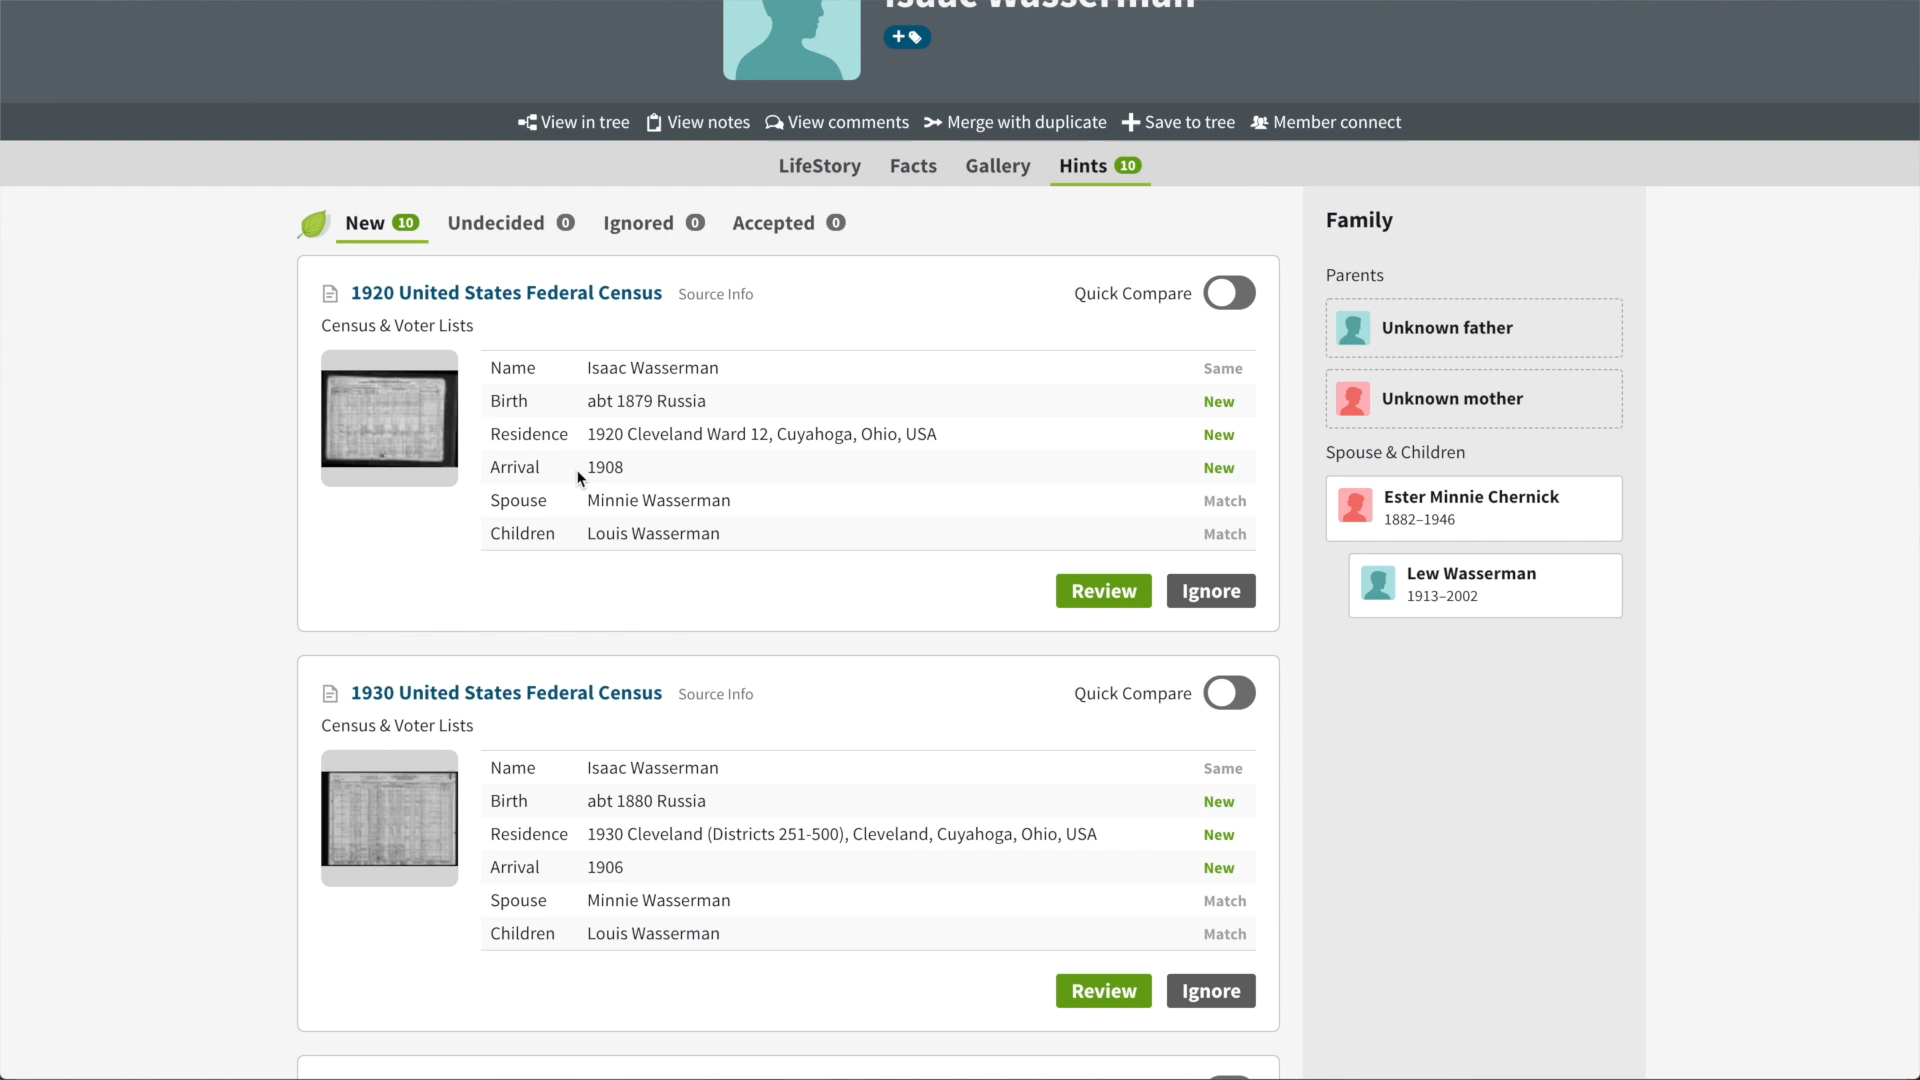 Isaac Wasserman
View in tree View notes View comments Merge with duplicate Save to tree Member connect
LifeStory Facts Gallery Hints 10
New 10 Undecided 0 Ignored 0 Accepted 0
1920 United States Federal Census Source Info Quick Compare
Census & Voter Lists
Name Isaac Wasserman Same
Birth abt 1879 Russia New
Residence 1920 Cleveland Ward 12, Cuyahoga, Ohio, USA New
Arrival 1908 New
Spouse Minnie Wasserman Match
Children Louis Wasserman Match
Review Ignore
1930 United States Federal Census Source Info Quick Compare
Census & Voter Lists
Name Isaac Wasserman Same
Birth abt 1880 Russia New
Residence 1930 Cleveland (Districts 251-500), Cleveland, Cuyahoga, Ohio, USA New
Arrival 1906 New
Spouse Minnie Wasserman Match
Children Louis Wasserman Match
Review Ignore
Family
Parents
Unknown father
Unknown mother
Spouse & Children
Ester Minnie Chernick
1882–1946
Lew Wasserman
1913–2002